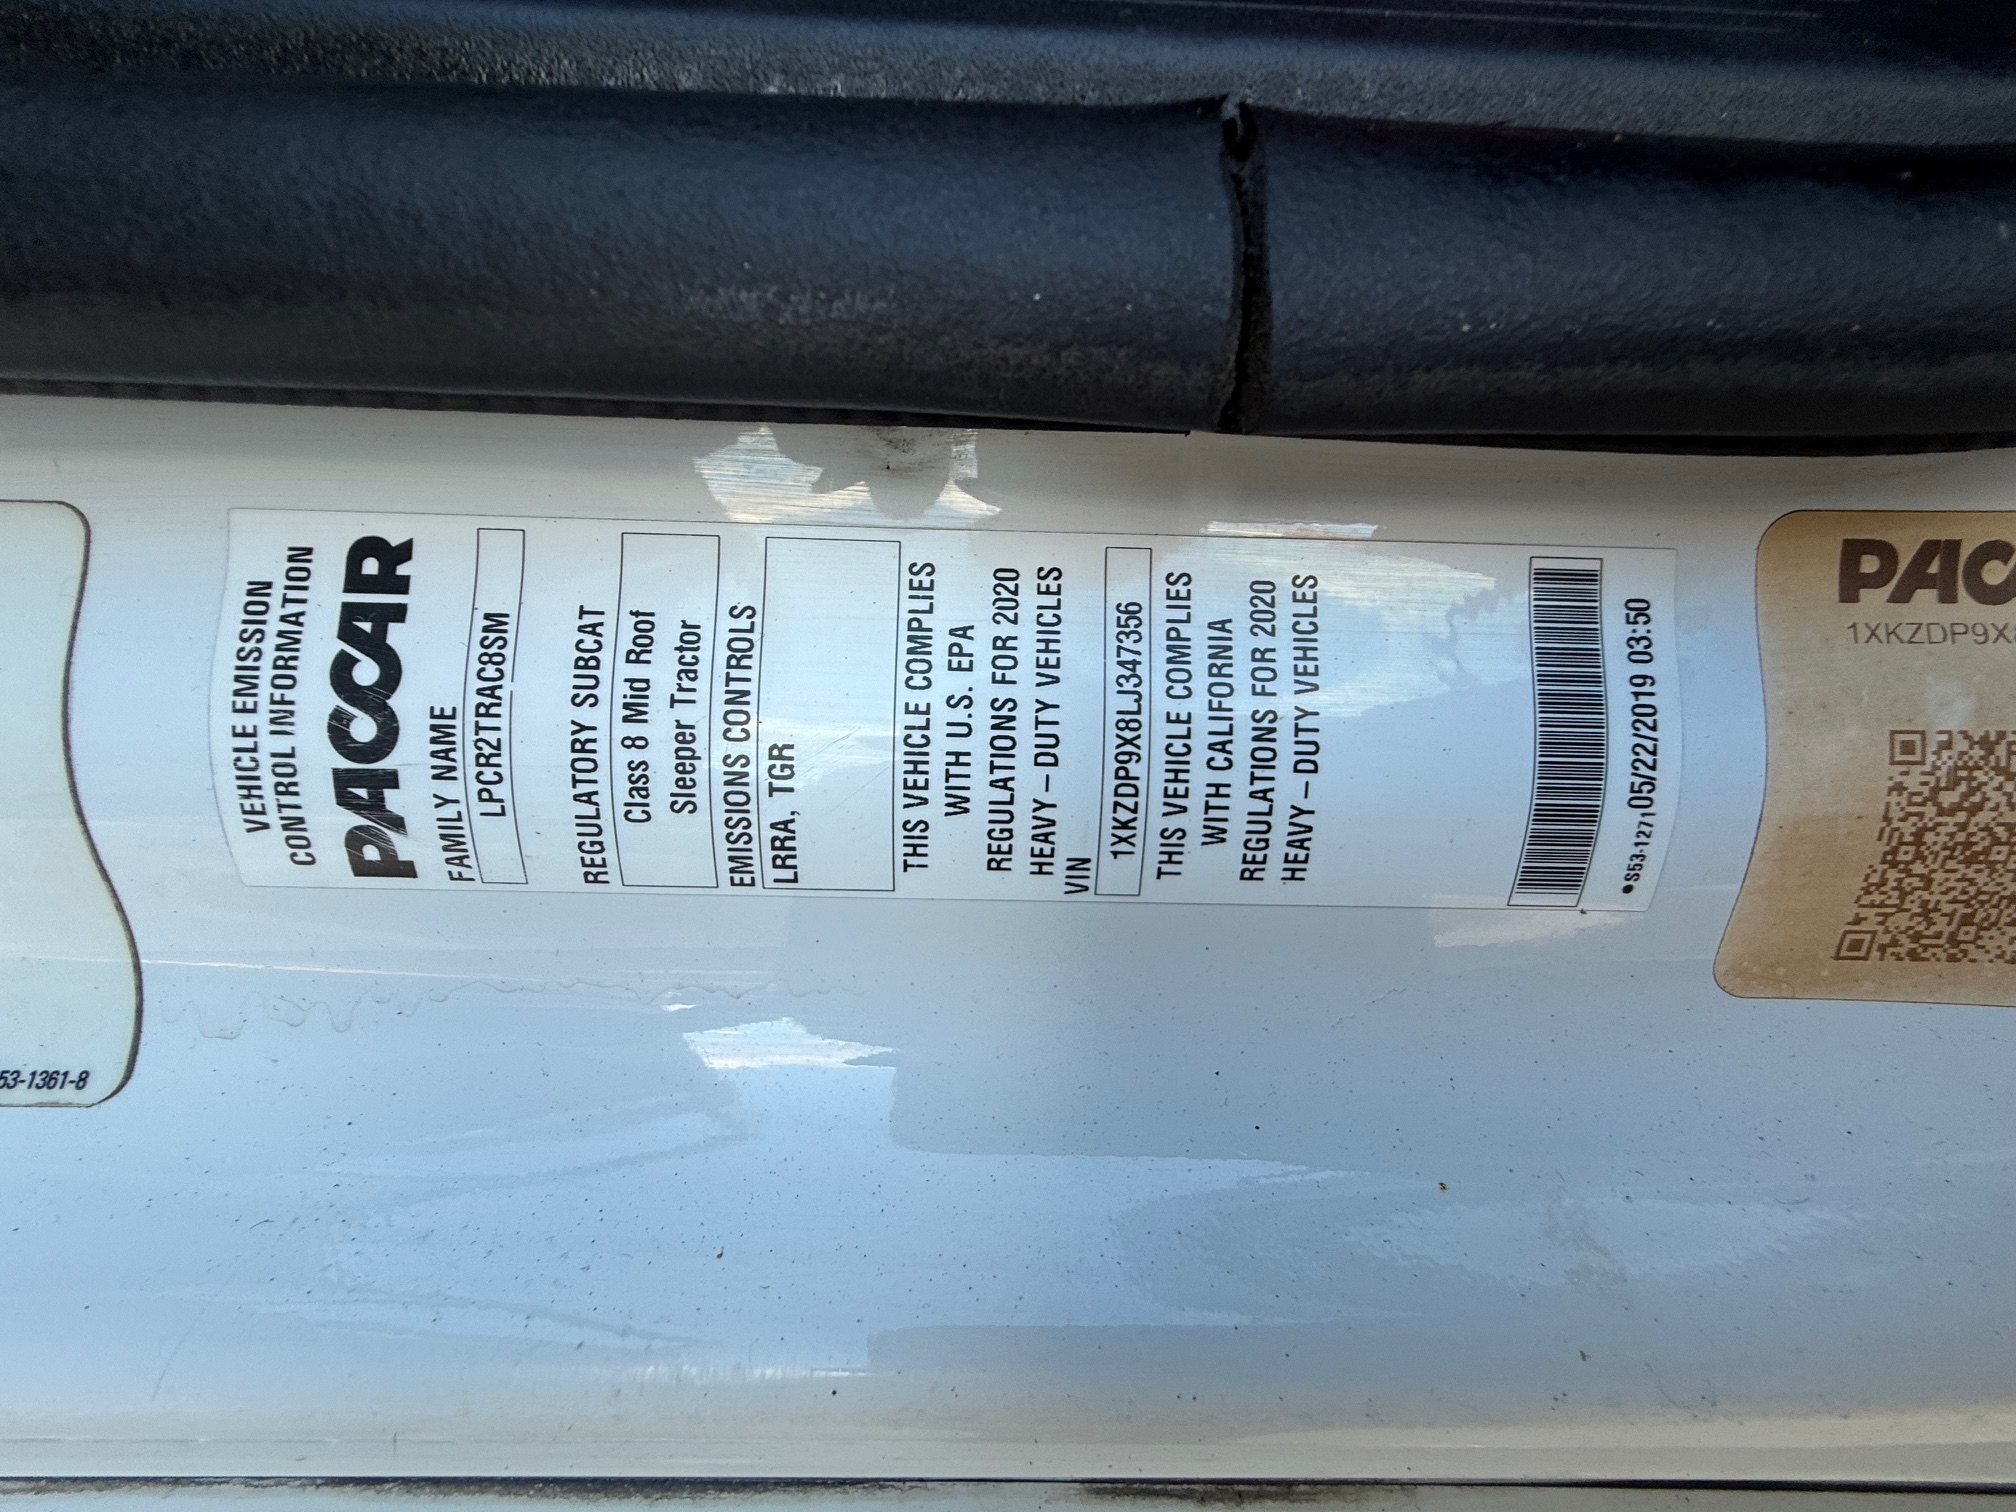 53-1361-8
VEHICLE EMISSION
CONTROL INFORMATION
PACCAR
FAMILY NAME
LPCR2TRAC8SM
REGULATORY SUBCAT
Class 8 Mid Roof
Sleeper Tractor
EMISSIONS CONTROLS
LRRA, TGR
THIS VEHICLE COMPLIES
WITH U.S. EPA
REGULATIONS FOR 2020
HEAVY – DUTY VEHICLES
VIN
1XKZDP9X8LJ347356
THIS VEHICLE COMPLIES
WITH CALIFORNIA
REGULATIONS FOR 2020
HEAVY – DUTY VEHICLES
•S53-1271 05/22/2019 03:50
PAC
1XKZDP9X